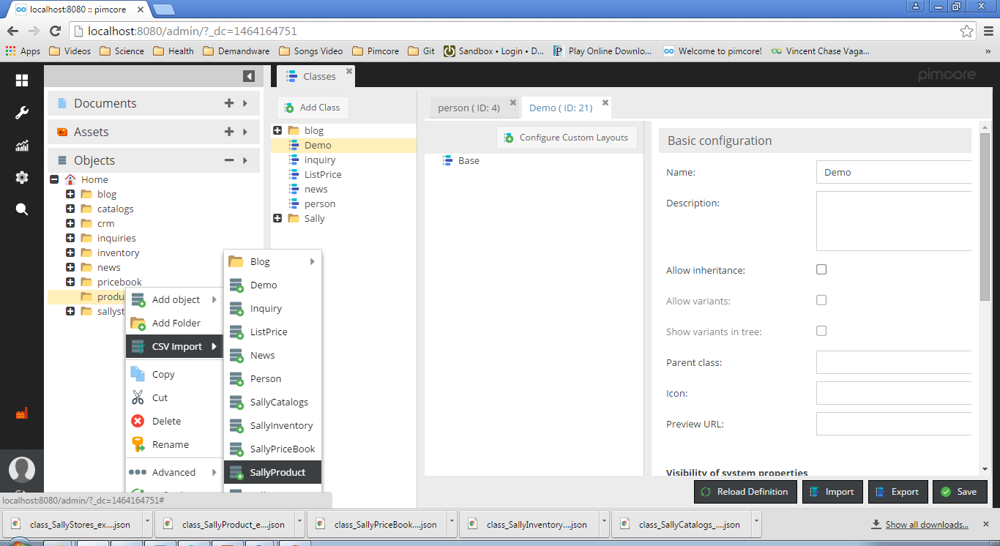 localhost:8080 :: pimcore
localhost:8080/admin/?_dc=1464164751
Apps Videos Science Health Demandware Songs Video Pimcore Git Sandbox • Login • D... Play Online Downlo... Welcome to pimcore! Vincent Chase Vaga... »
Classes
pimcore
Documents
Assets
Objects
Home
blog
catalogs
crm
inquiries
inventory
news
pricebook
produ
sallyst
Add object
Add Folder
CSV Import
Copy
Cut
Delete
Rename
Advanced
Blog
Demo
Inquiry
ListPrice
News
Person
SallyCatalogs
SallyInventory
SallyPriceBook
SallyProduct
Add Class
blog
Demo
inquiry
ListPrice
news
person
Sally
person ( ID: 4)
Demo ( ID: 21)
Configure Custom Layouts
Base
Basic configuration
Name: Demo
Description:
Allow inheritance:
Allow variants:
Show variants in tree:
Parent class:
Icon:
Preview URL:
Visibility of system properties
Reload Definition Import Export Save
localhost:8080/admin/?_dc=1464164751#
class_SallyStores_ex....json class_SallyProduct_e....json class_SallyPriceBook....json class_SallyInventory....json class_SallyCatalogs_....json Show all downloads...